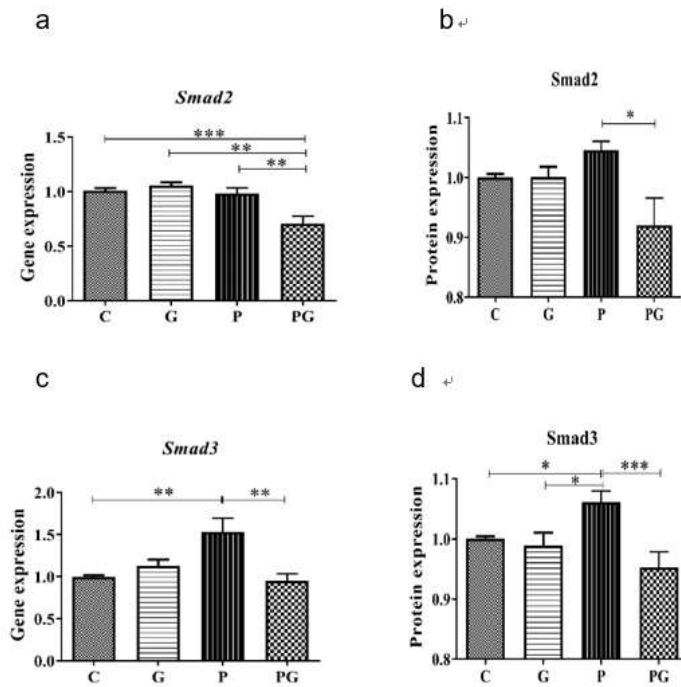 a
b ↵
Smad2
Gene expression
1.5
1.0
0.5
0.0
***
**
**
C G P PG
Smad2
Protein expression
1.1
1.0
0.9
0.8
*
C G P PG
c
d ↵
Smad3
Gene expression
2.0
1.5
1.0
0.5
0.0
** **
C G P PG
Smad3
Protein expression
1.1
1.0
0.9
0.8
* ***
*
C G P PG